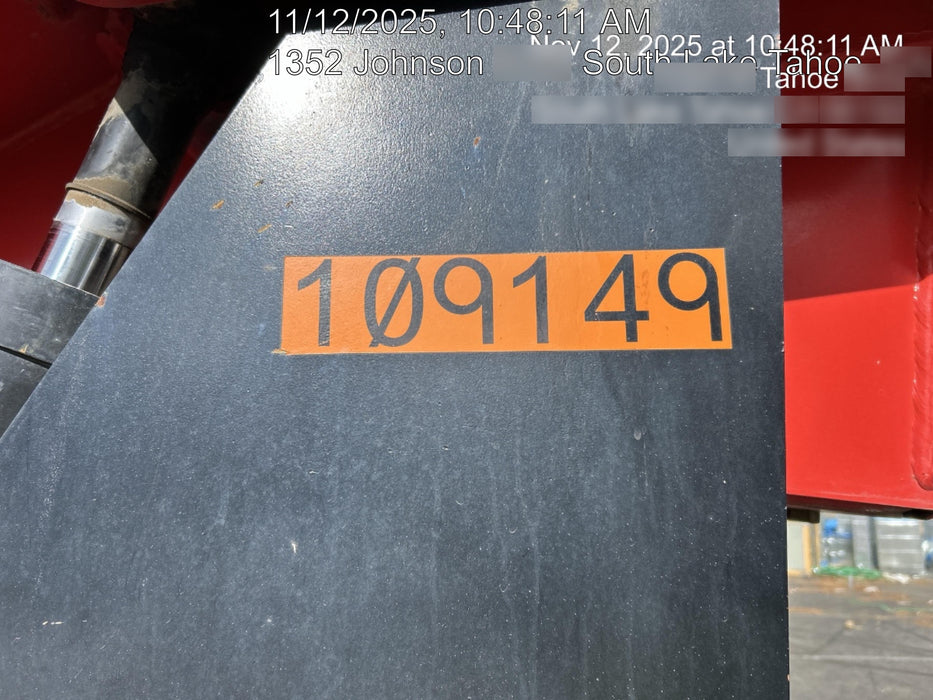 11/12/2025, 10:48:11 AM
Nov 12, 2025 at 10:48:11 AM
,1352 Johnson
South Lake Tahoe
Tahoe
1Ø9149